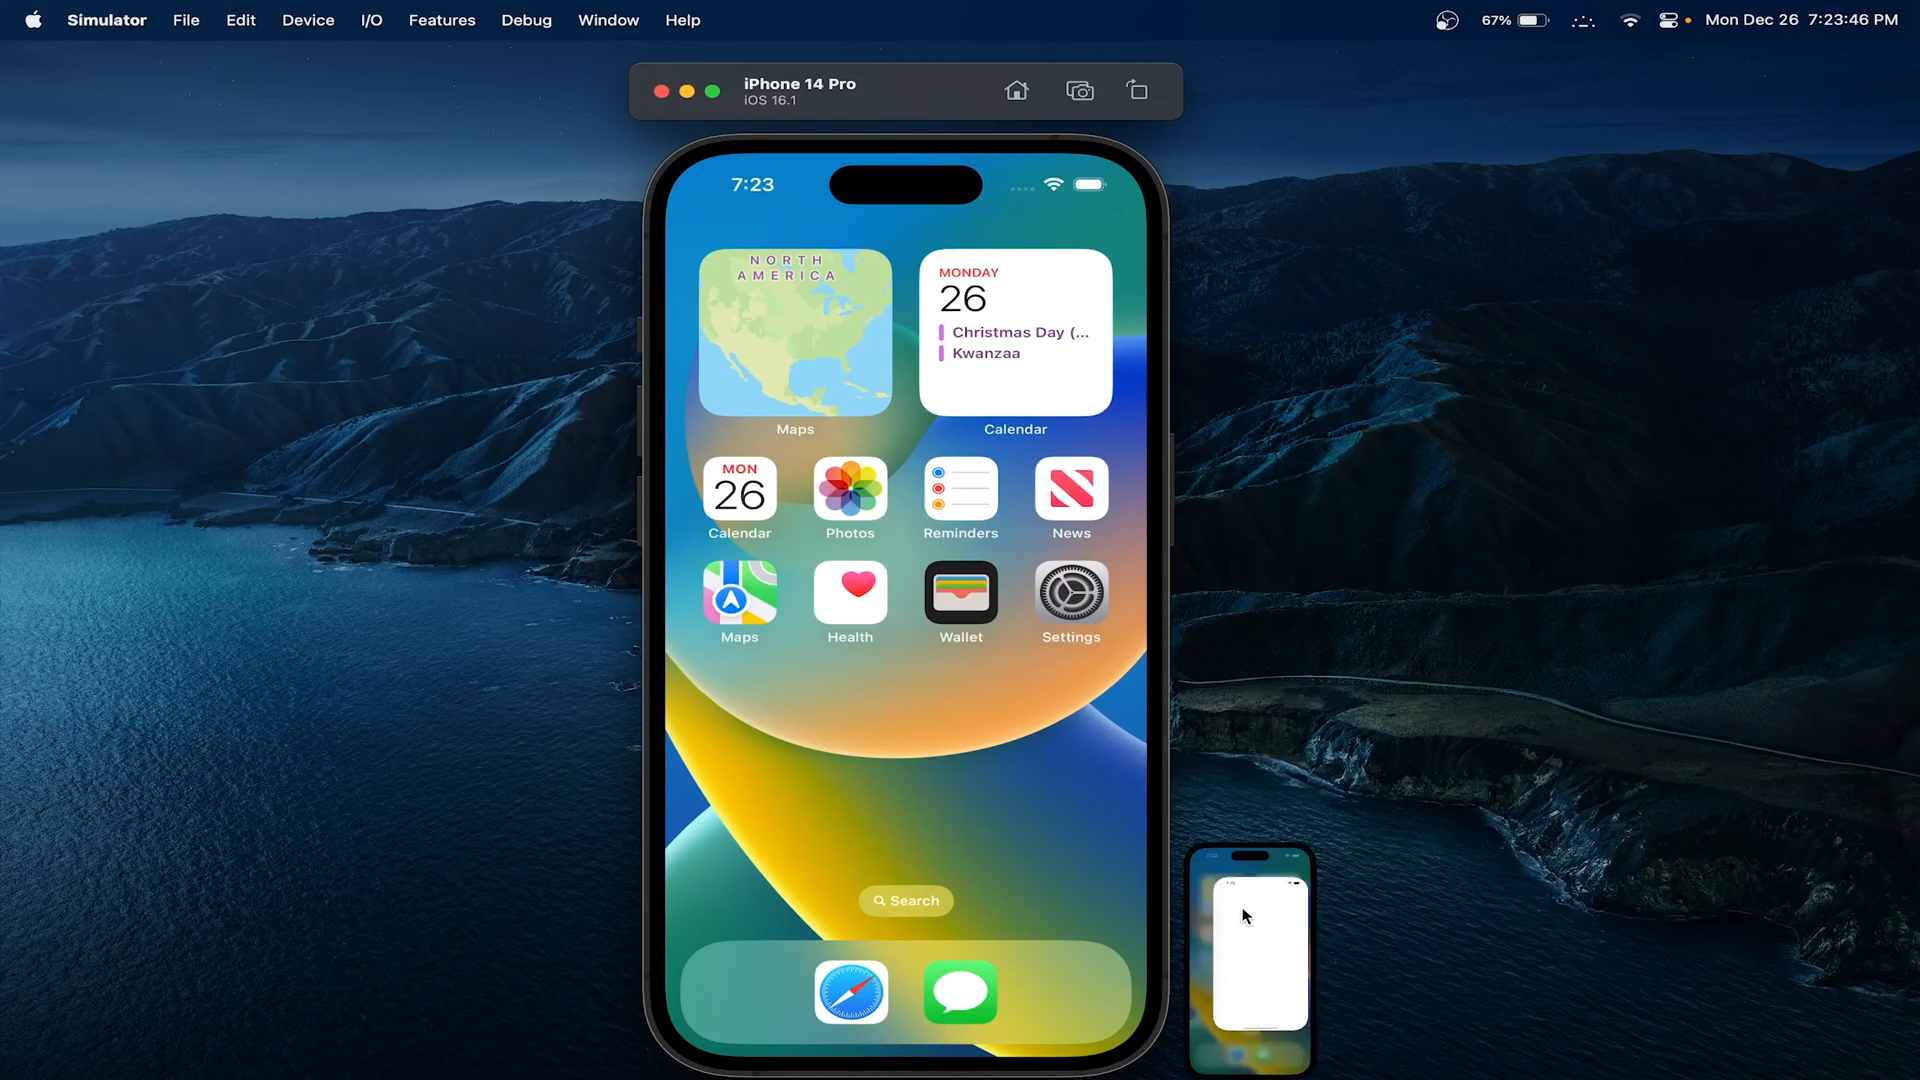 Simulator File Edit Device I/O Features Debug Window Help 67% Mon Dec 26 7:23:46 PM
iPhone 14 Pro
iOS 16.1
7:23
NORTH
AMERICA
MONDAY
26
Christmas Day (...
Kwanzaa
Maps Calendar
MON
26
Calendar Photos Reminders News
Maps Health Wallet Settings
Search